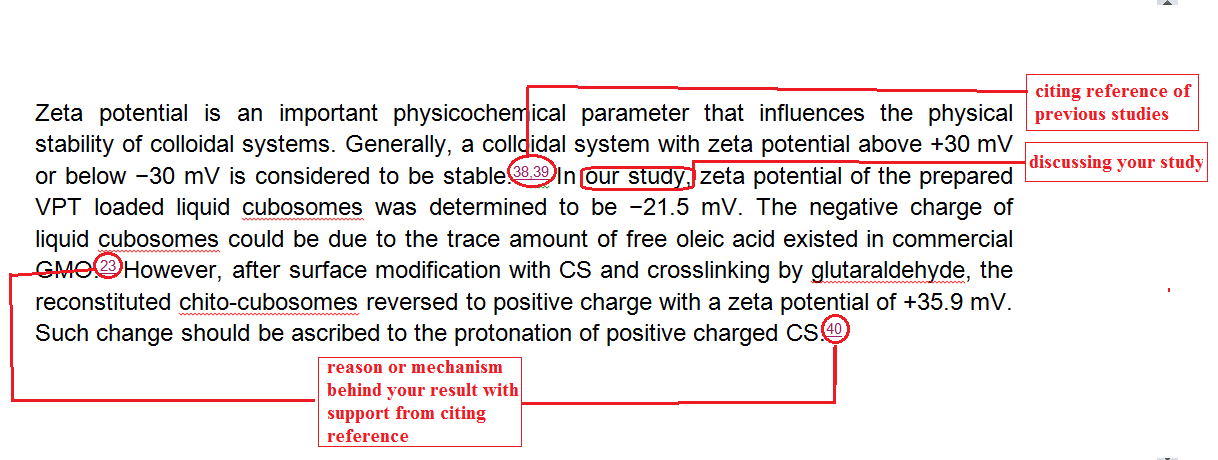 citing reference of
previous studies
Zeta potential is an important physicochemical parameter that influences the physical
stability of colloidal systems. Generally, a colloidal system with zeta potential above +30 mV
or below −30 mV is considered to be stable.38,39 In our study, zeta potential of the prepared
discussing your study
VPT loaded liquid cubosomes was determined to be −21.5 mV. The negative charge of
liquid cubosomes could be due to the trace amount of free oleic acid existed in commercial
GMO.23 However, after surface modification with CS and crosslinking by glutaraldehyde, the
reconstituted chito-cubosomes reversed to positive charge with a zeta potential of +35.9 mV.
Such change should be ascribed to the protonation of positive charged CS.40
reason or mechanism
behind your result with
support from citing
reference